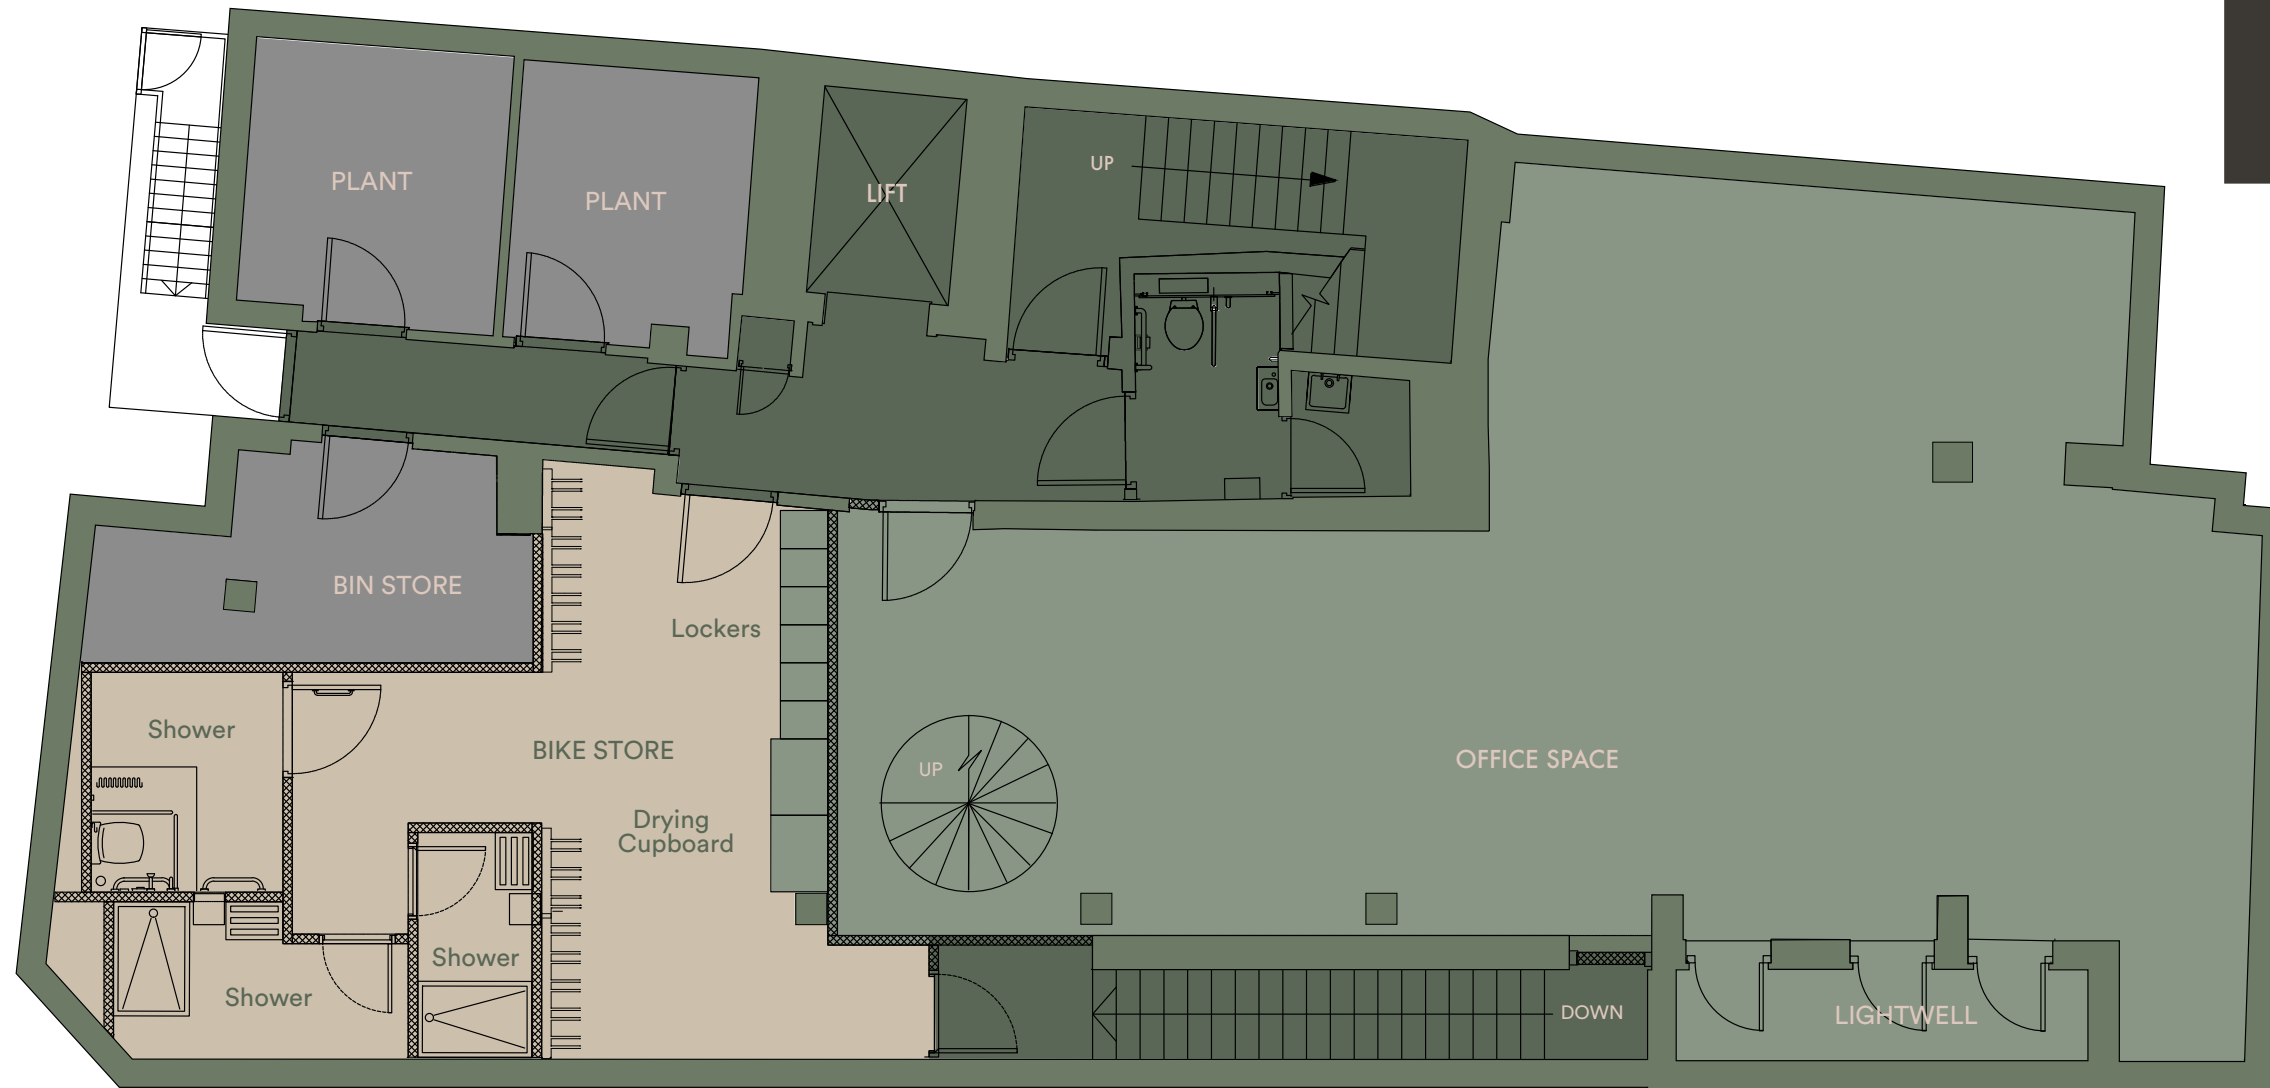 PLANT
PLANT
LIFT
UP
BIN STORE
Lockers
Shower
BIKE STORE
Drying
Cupboard
UP
OFFICE SPACE
Shower
Shower
DOWN
LIGHTWELL